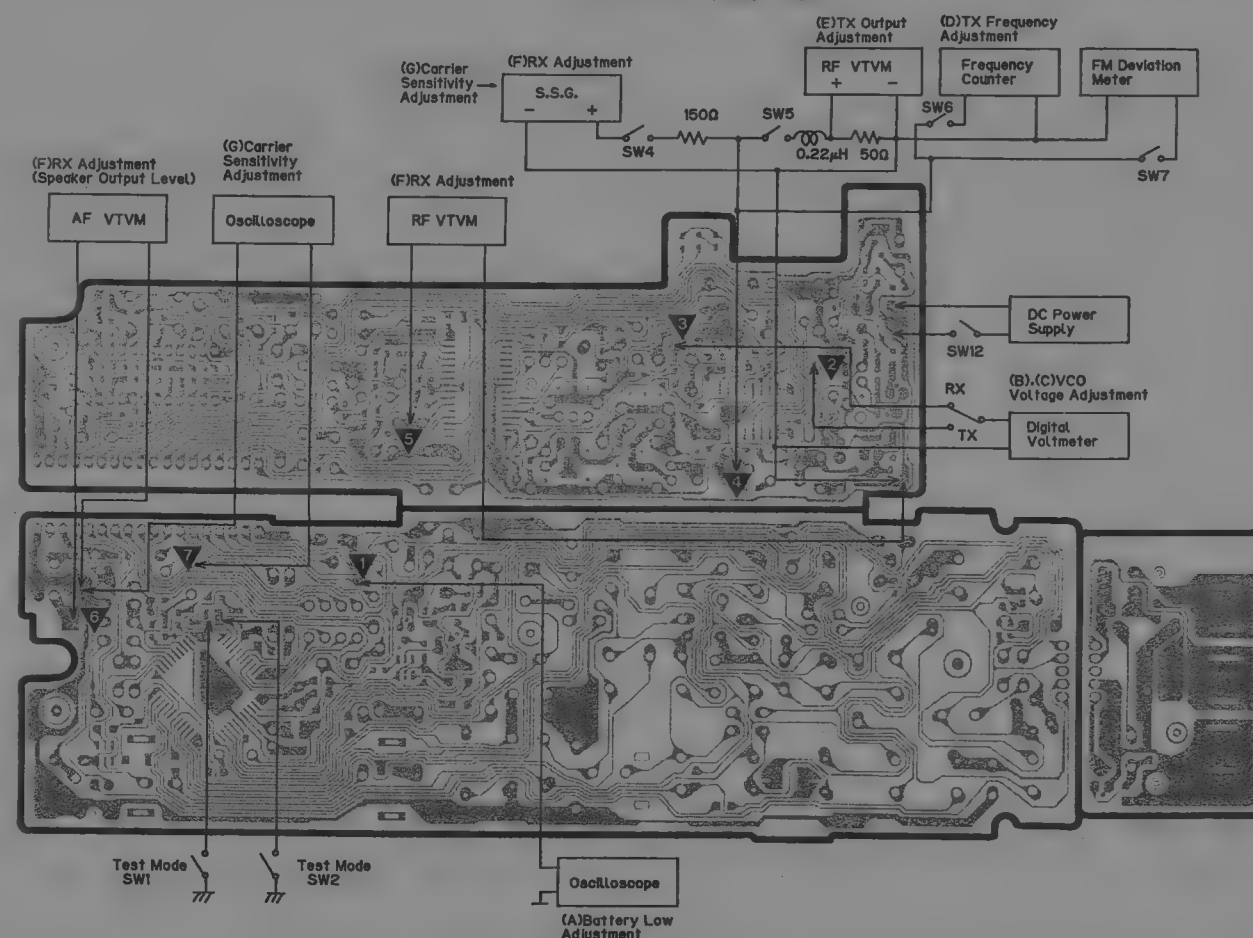 (E)TX Output
Adjustment
(D)TX Frequency
Adjustment
(F)RX Adjustment
(G)Carrier
Sensitivity
Adjustment
S.S.G.
− +
RF VTVM
+ −
Frequency
Counter
FM Deviation
Meter
150Ω
SW4
SW5
0.22μH
50Ω
SW6
SW7
(F)RX Adjustment
(Speaker Output Level)
AF VTVM
(G)Carrier
Sensitivity
Adjustment
Oscilloscope
(F)RX Adjustment
RF VTVM
3
2
5
4
DC Power
Supply
SW12
RX
TX
(B).(C)VCO
Voltage Adjustment
Digital
Voltmeter
7
1
6
Test Mode
SW1
Test Mode
SW2
Oscilloscope
(A)Battery Low
Adjustment